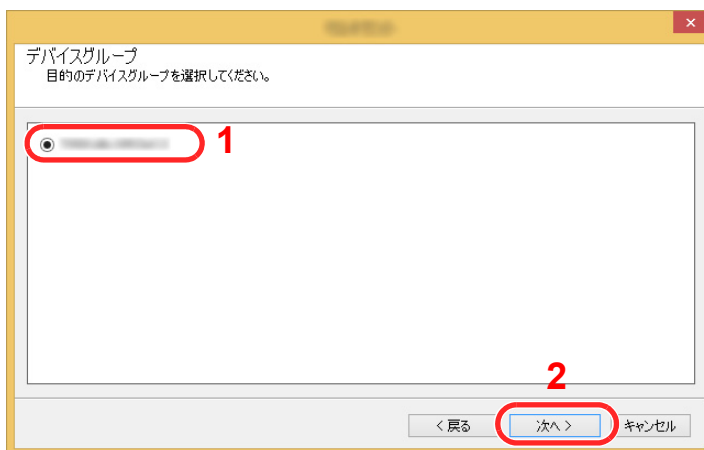 デバイスグループ
目的のデバイスグループを選択してください。
1
2
< 戻る
次へ >
キャンセル